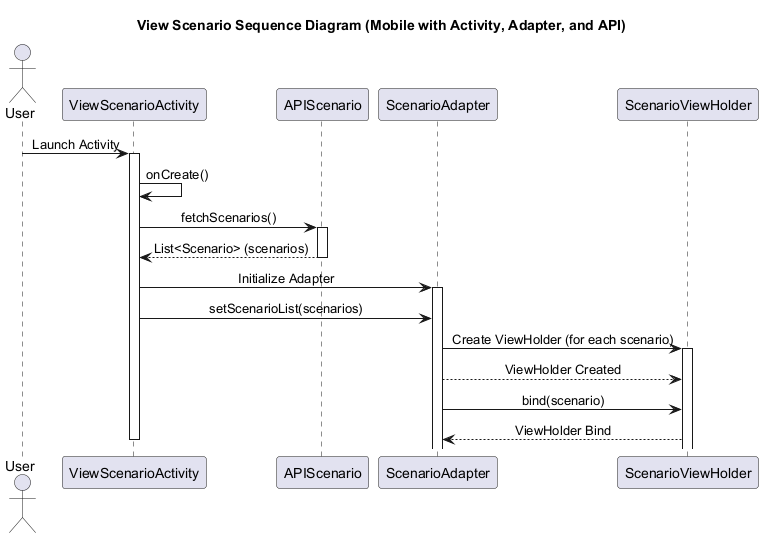 View Scenario Sequence Diagram (Mobile with Activity, Adapter, and API)
User
ViewScenarioActivity
APIScenario
ScenarioAdapter
ScenarioViewHolder
Launch Activity
onCreate()
fetchScenarios()
List<Scenario> (scenarios)
Initialize Adapter
setScenarioList(scenarios)
Create ViewHolder (for each scenario)
ViewHolder Created
bind(scenario)
ViewHolder Bind
User
ViewScenarioActivity
APIScenario
ScenarioAdapter
ScenarioViewHolder